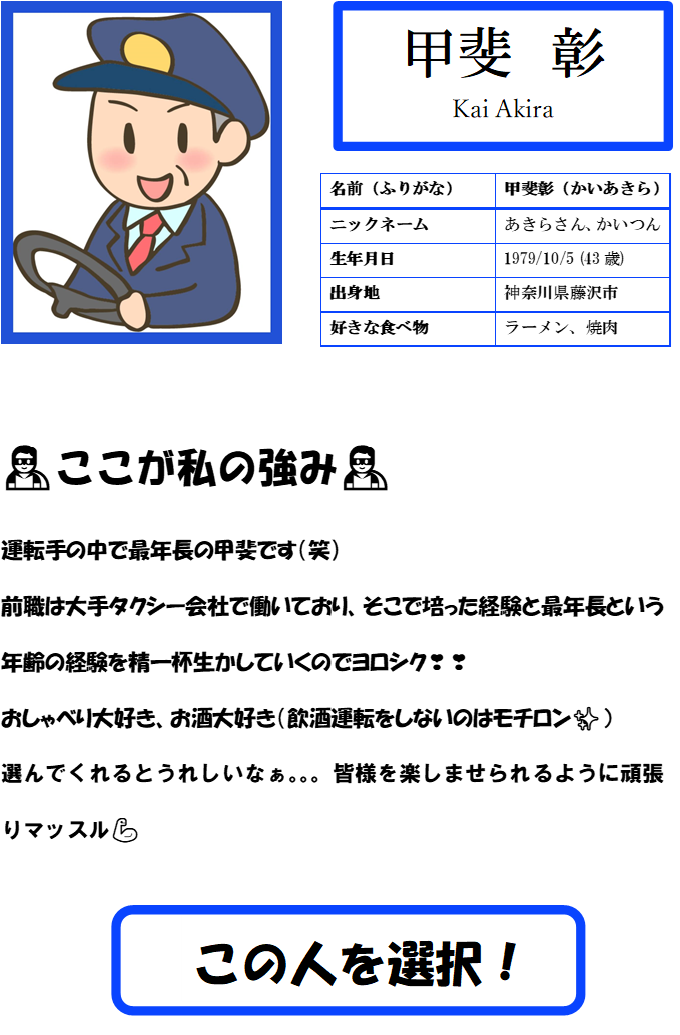 甲斐 彰
Kai Akira
名前（ふりがな） 甲斐彰（かいあきら）
ニックネーム あきらさん、かいつん
生年月日 1979/10/5 (43 歳)
出身地 神奈川県藤沢市
好きな食べ物 ラーメン、焼肉
ここが私の強み
運転手の中で最年長の甲斐です（笑）
前職は大手タクシー会社で働いており、そこで培った経験と最年長という
年齢の経験を精一杯生かしていくのでヨロシク❣❣
おしゃべり大好き、お酒大好き（飲酒運転をしないのはモチロン✨）
選んでくれるとうれしいなぁ。。。皆様を楽しませられるように頑張
りマッスル💪
この人を選択！